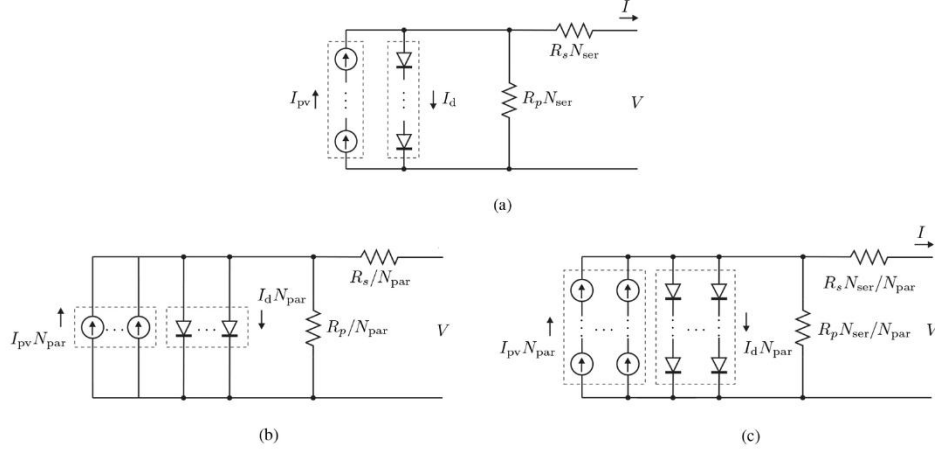 I
R_s N_ser
I_pv
I_d
R_p N_ser
V
(a)
R_s/N_par
I_d N_par
I_pv N_par
R_p/N_par
V
(b)
I
R_s N_ser/N_par
I_pv N_par
I_d N_par
R_p N_ser/N_par
V
(c)